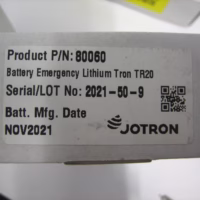 Product P/N: 80060
Battery Emergency Lithium Tron TR20
Serial/LOT No: 2021-50-9
Batt. Mfg. Date
NOV2021
JOTRON